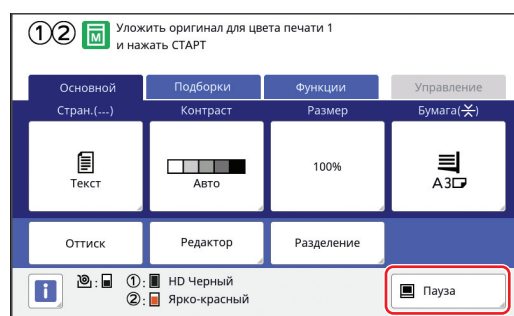 ①② M Уложить оригинал для цвета печати 1
и нажать СТАРТ
Основной Подборки Функции Управление
Стран.(---) Контраст Размер Бумага(⚹)
Текст Авто 100% A3
Оттиск Редактор Разделение
i ①: HD Черный
②: Ярко-красный
Пауза